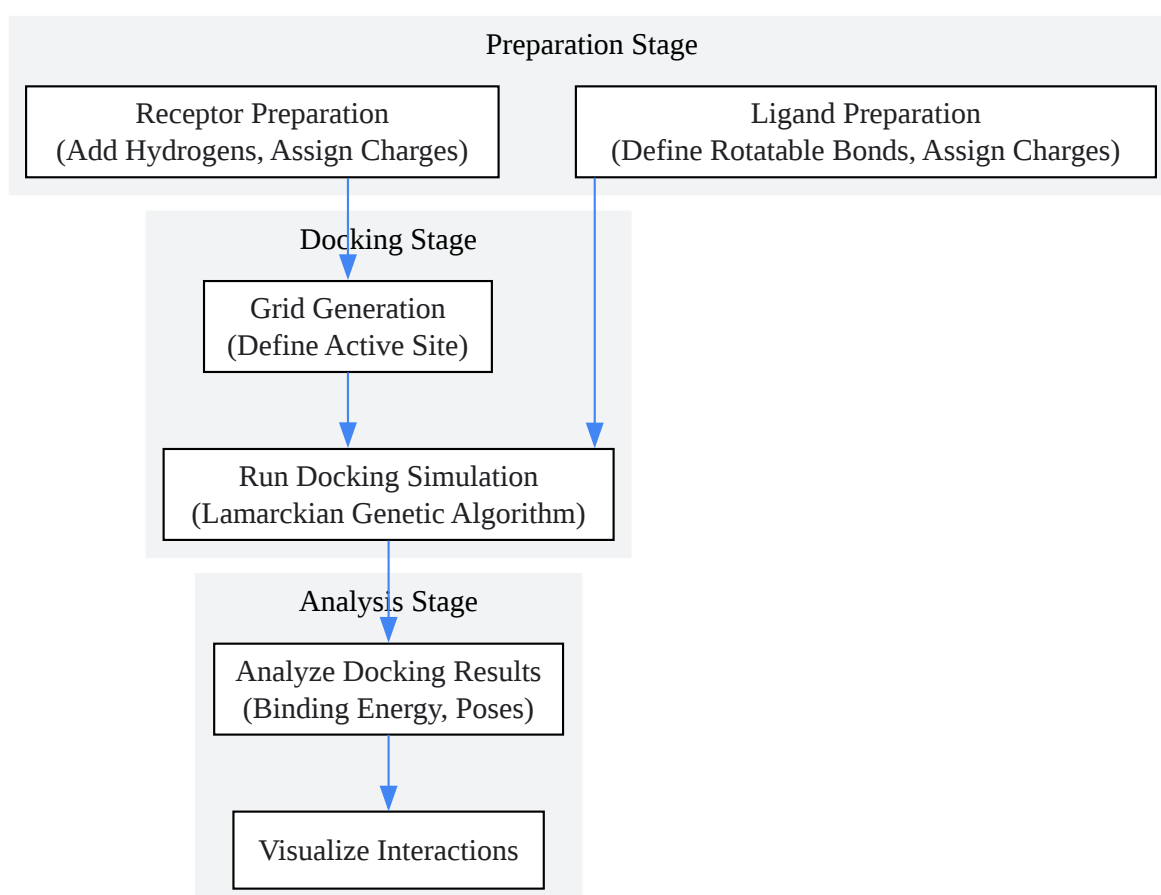 Preparation Stage
Receptor Preparation
(Add Hydrogens, Assign Charges)
Ligand Preparation
(Define Rotatable Bonds, Assign Charges)
Docking Stage
Grid Generation
(Define Active Site)
Run Docking Simulation
(Lamarckian Genetic Algorithm)
Analysis Stage
Analyze Docking Results
(Binding Energy, Poses)
Visualize Interactions